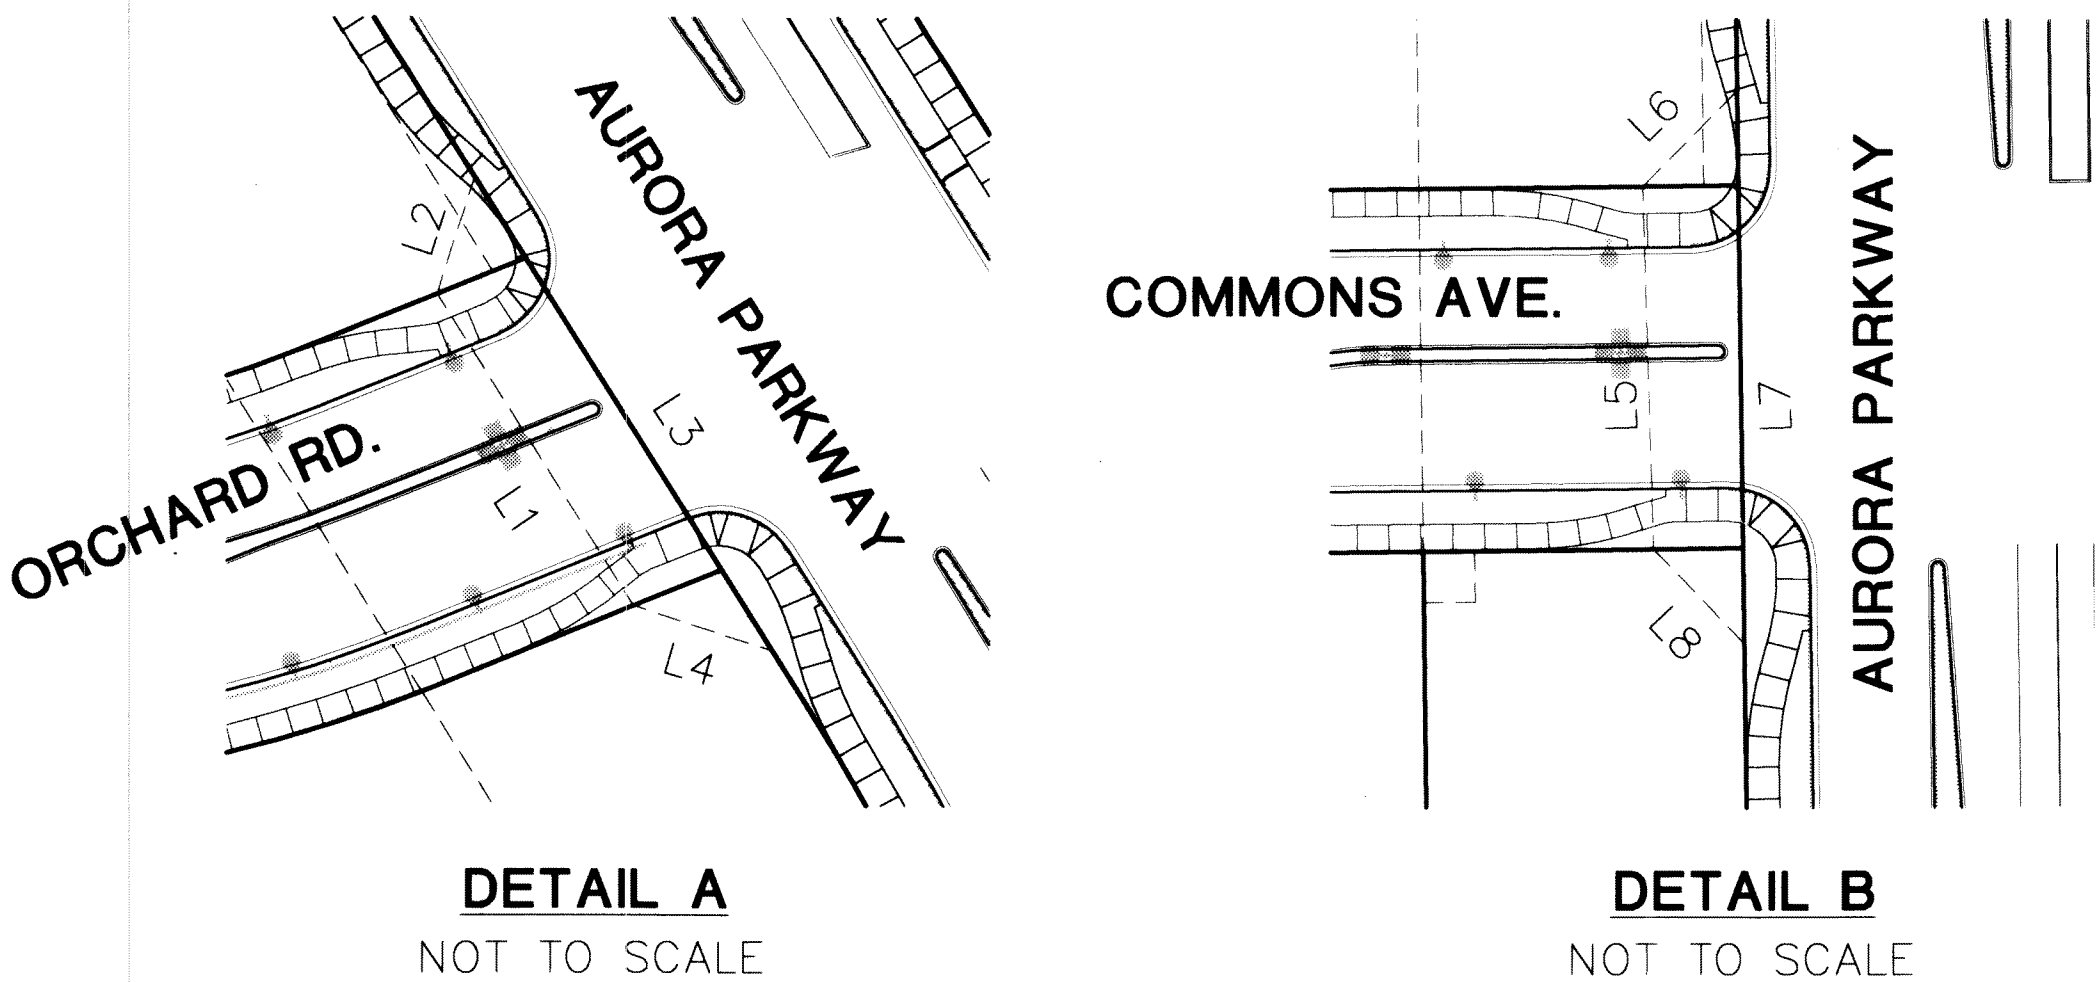 AURORA PARKWAY
L2
L3
ORCHARD RD.
L1
L4
DETAIL A
NOT TO SCALE
L6
COMMONS AVE.
L5
L7
AURORA PARKWAY
L8
DETAIL B
NOT TO SCALE